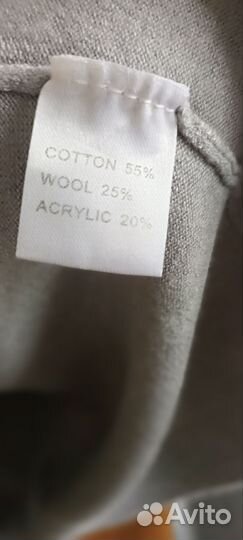 COTTON 55%
WOOL 25%
ACRYLIC 20%
Avito